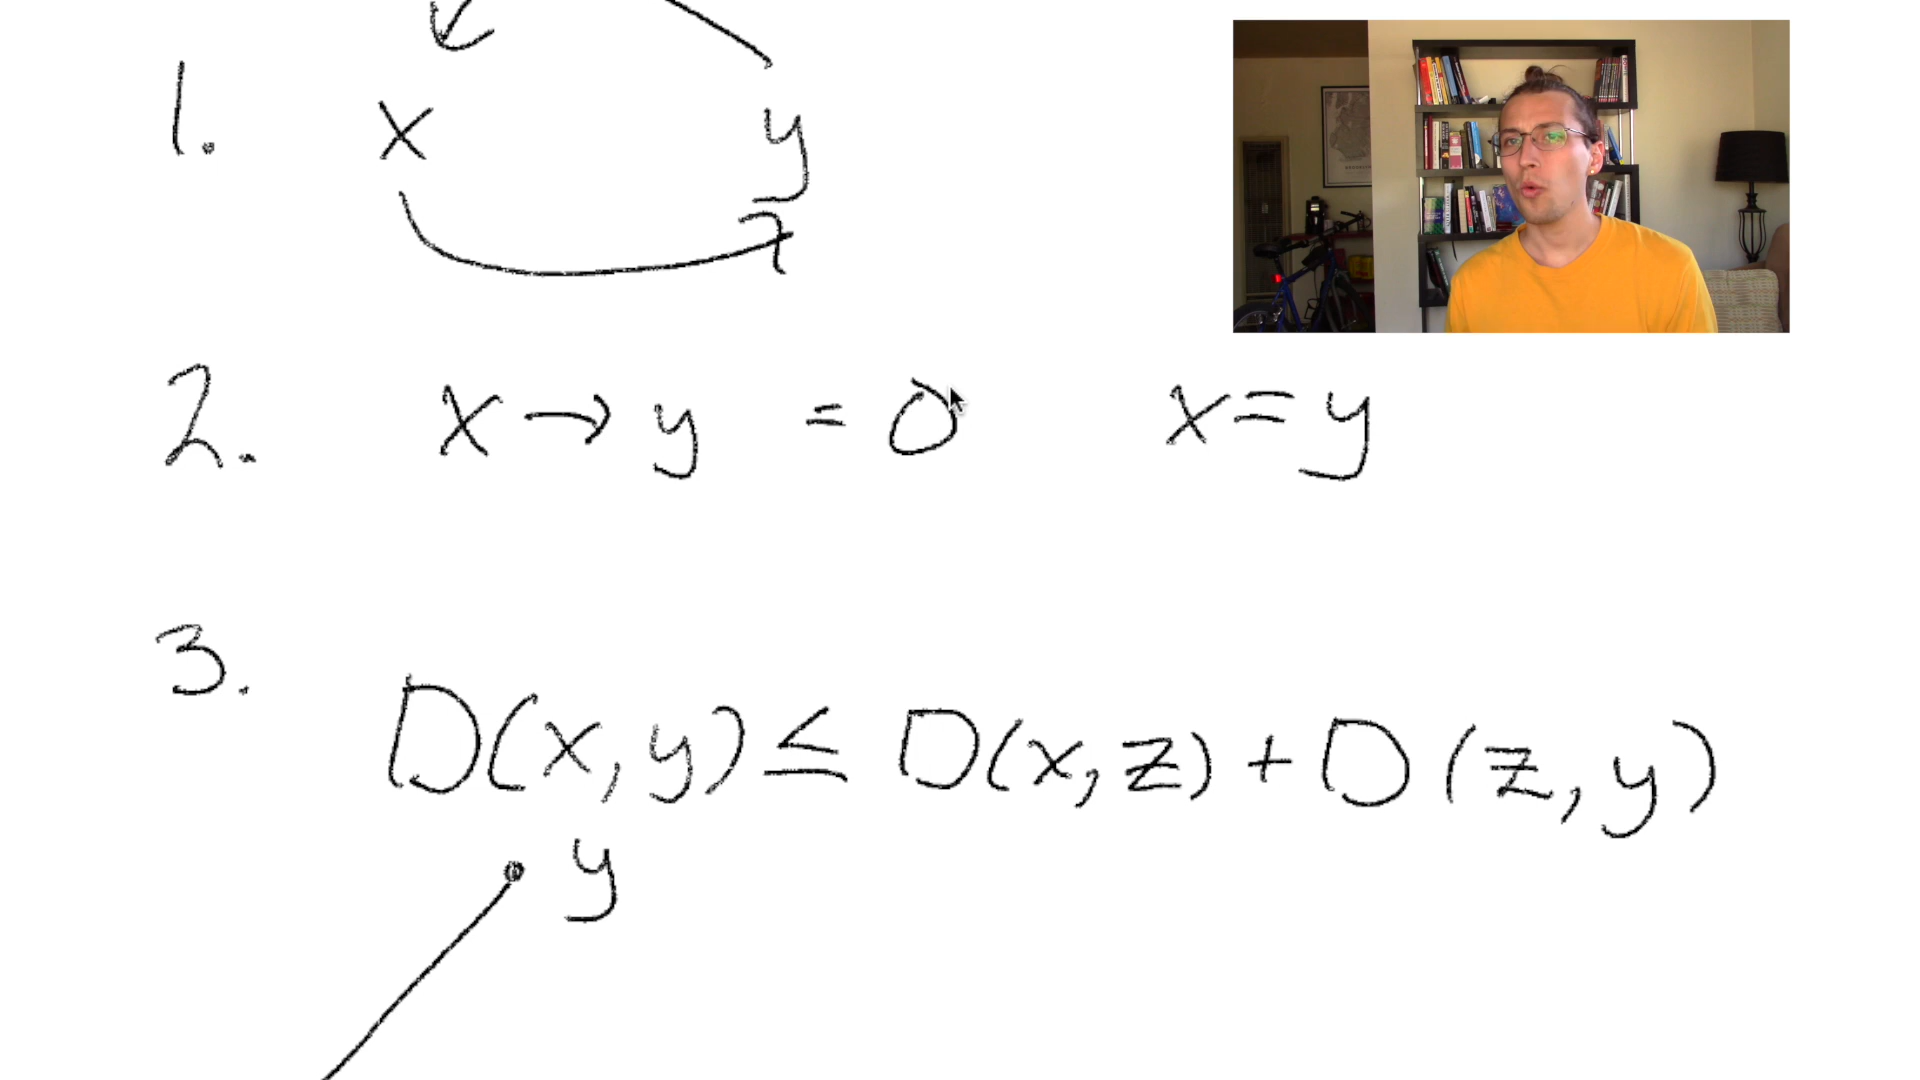 1. x y
2. x → y = 0 x = y
3.
D(x, y) ≤ D(x, z) + D(z, y)
y